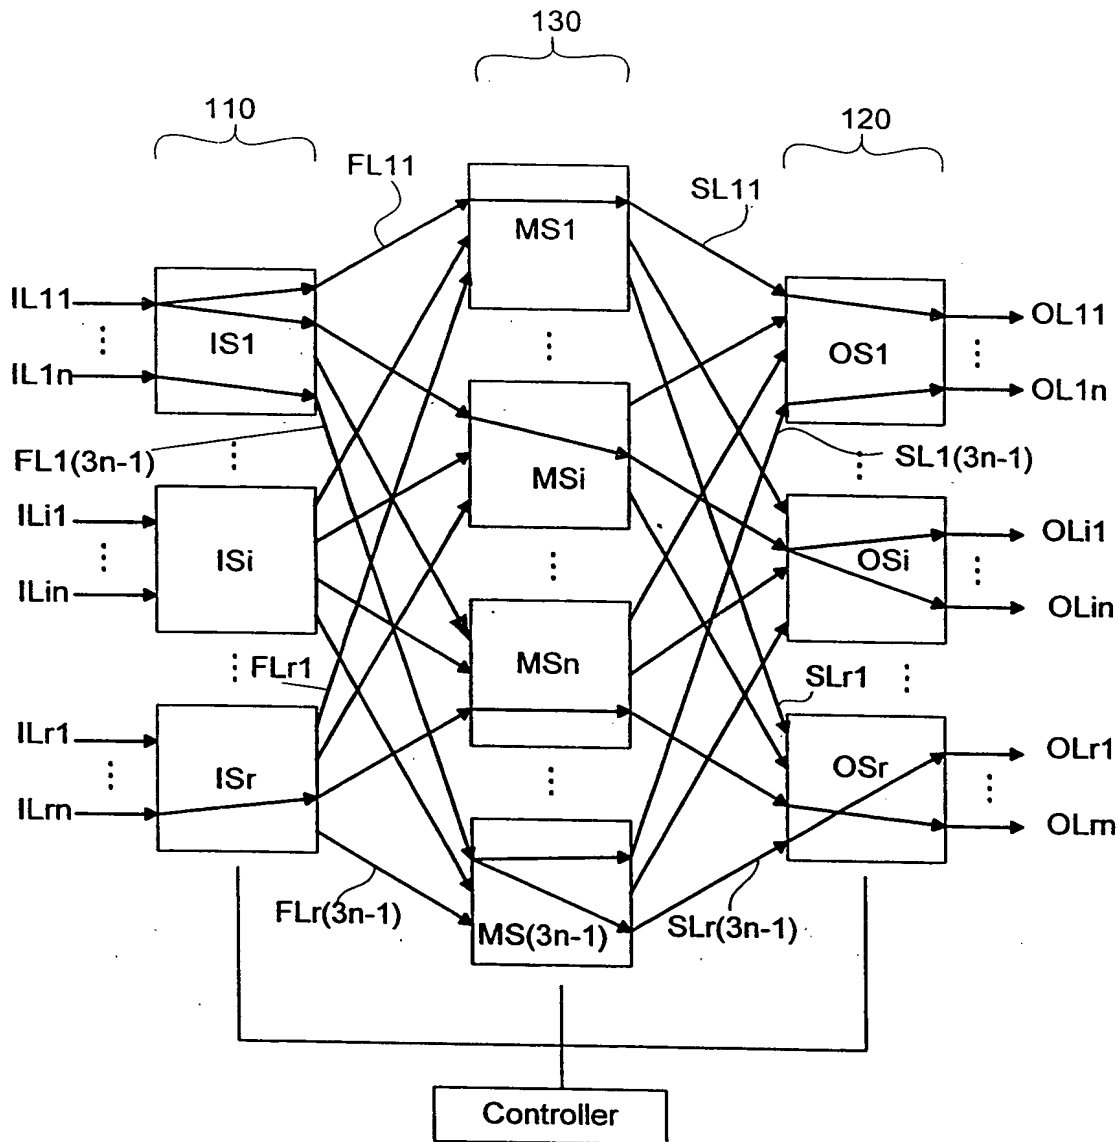 130
110
120
FL11
SL11
MS1
IL11
IS1
OS1
OL11
IL1n
OL1n
FL1(3n-1)
SL1(3n-1)
MSi
ILi1
ISi
OSi
OLi1
ILin
OLin
FLr1
MSn
SLr1
ILr1
ISr
OSr
OLr1
ILrn
OLrn
FLr(3n-1)
MS(3n-1)
SLr(3n-1)
Controller